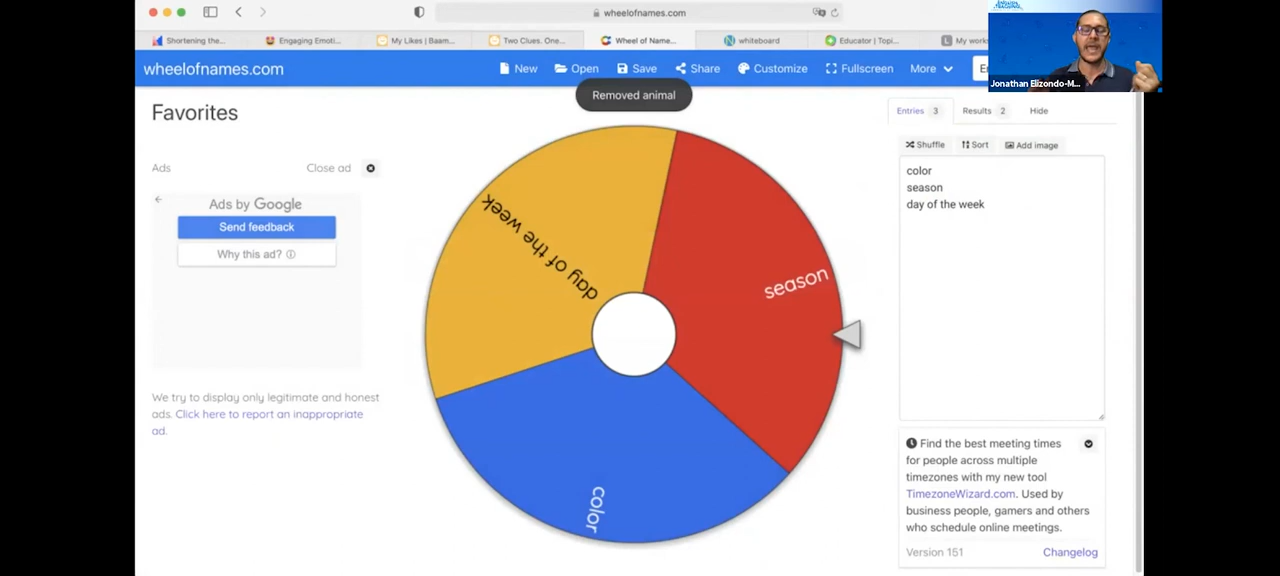 wheelofnames.com
Shortening the...
Engaging Emoti...
My Likes | Baam...
Two Clues. One...
Wheel of Name...
whiteboard
Educator | Topi...
My works
wheelofnames.com
New
Open
Save
Share
Customize
Fullscreen
More
En
Jonathan Elizondo-M...
Removed animal
Favorites
Ads
Close ad
Ads by Google
Send feedback
Why this ad?
We try to display only legitimate and honest
ads. Click here to report an inappropriate
ad.
day of the week
season
color
Entries 3
Results 2
Hide
Shuffle
Sort
Add image
color
season
day of the week
Find the best meeting times
for people across multiple
timezones with my new tool
TimezoneWizard.com. Used by
business people, gamers and others
who schedule online meetings.
Version 151
Changelog